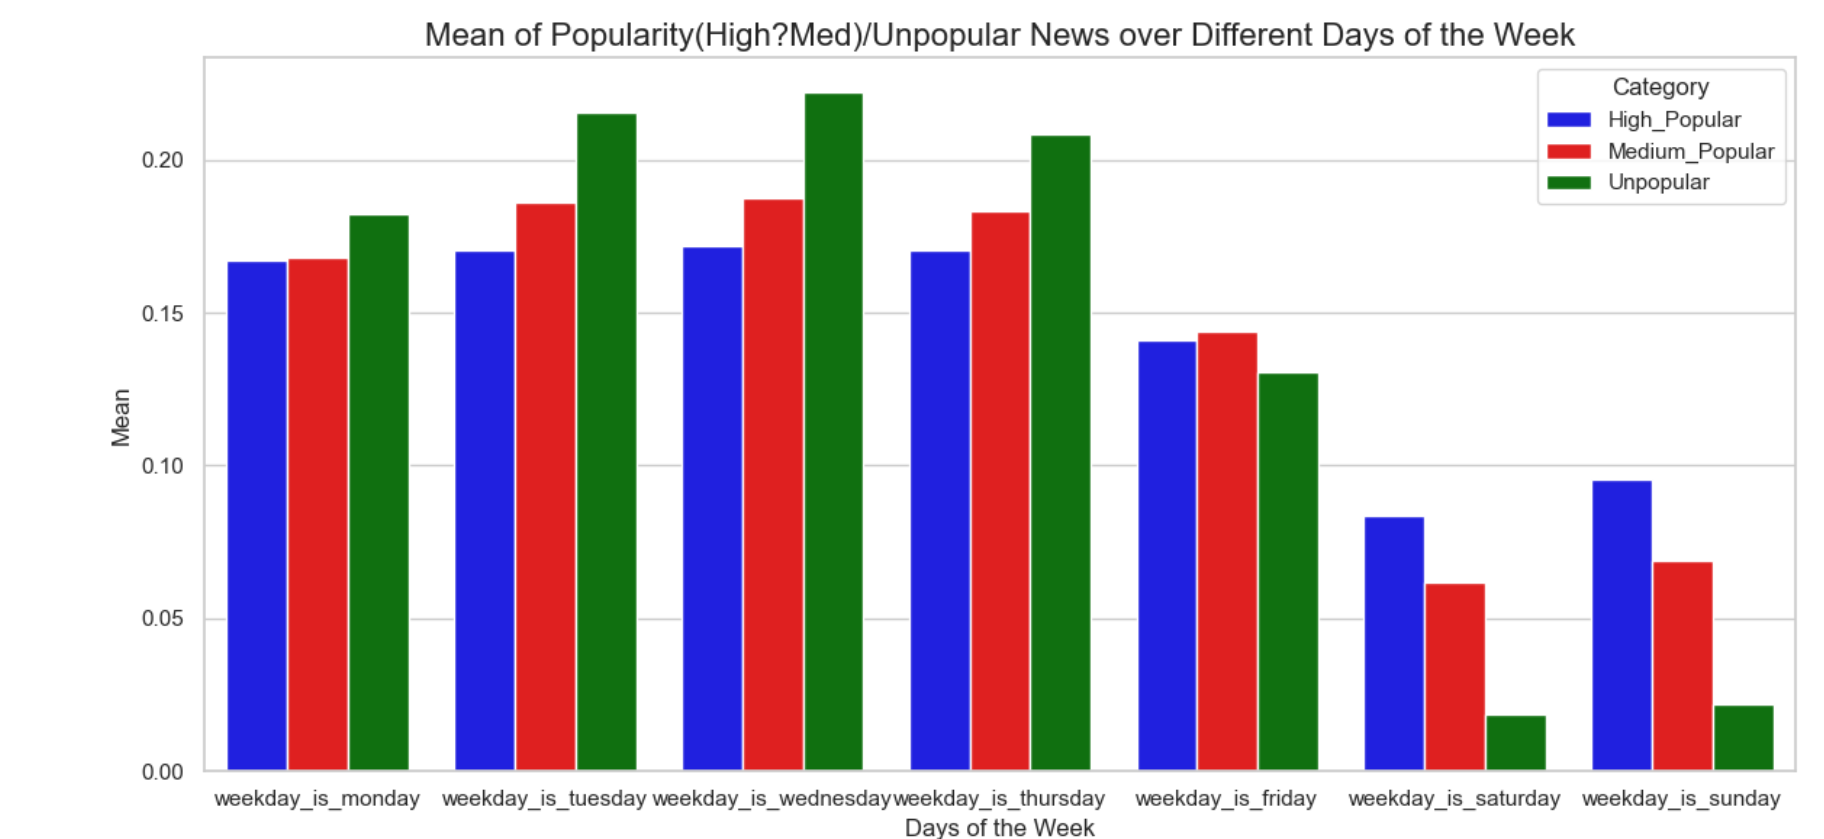 Mean of Popularity(High?Med)/Unpopular News over Different Days of the Week
Category
High_Popular
Medium_Popular
Unpopular
0.20
0.15
0.10
0.05
0.00
Mean
weekday_is_monday weekday_is_tuesday weekday_is_wednesday weekday_is_thursday weekday_is_friday weekday_is_saturday weekday_is_sunday
Days of the Week